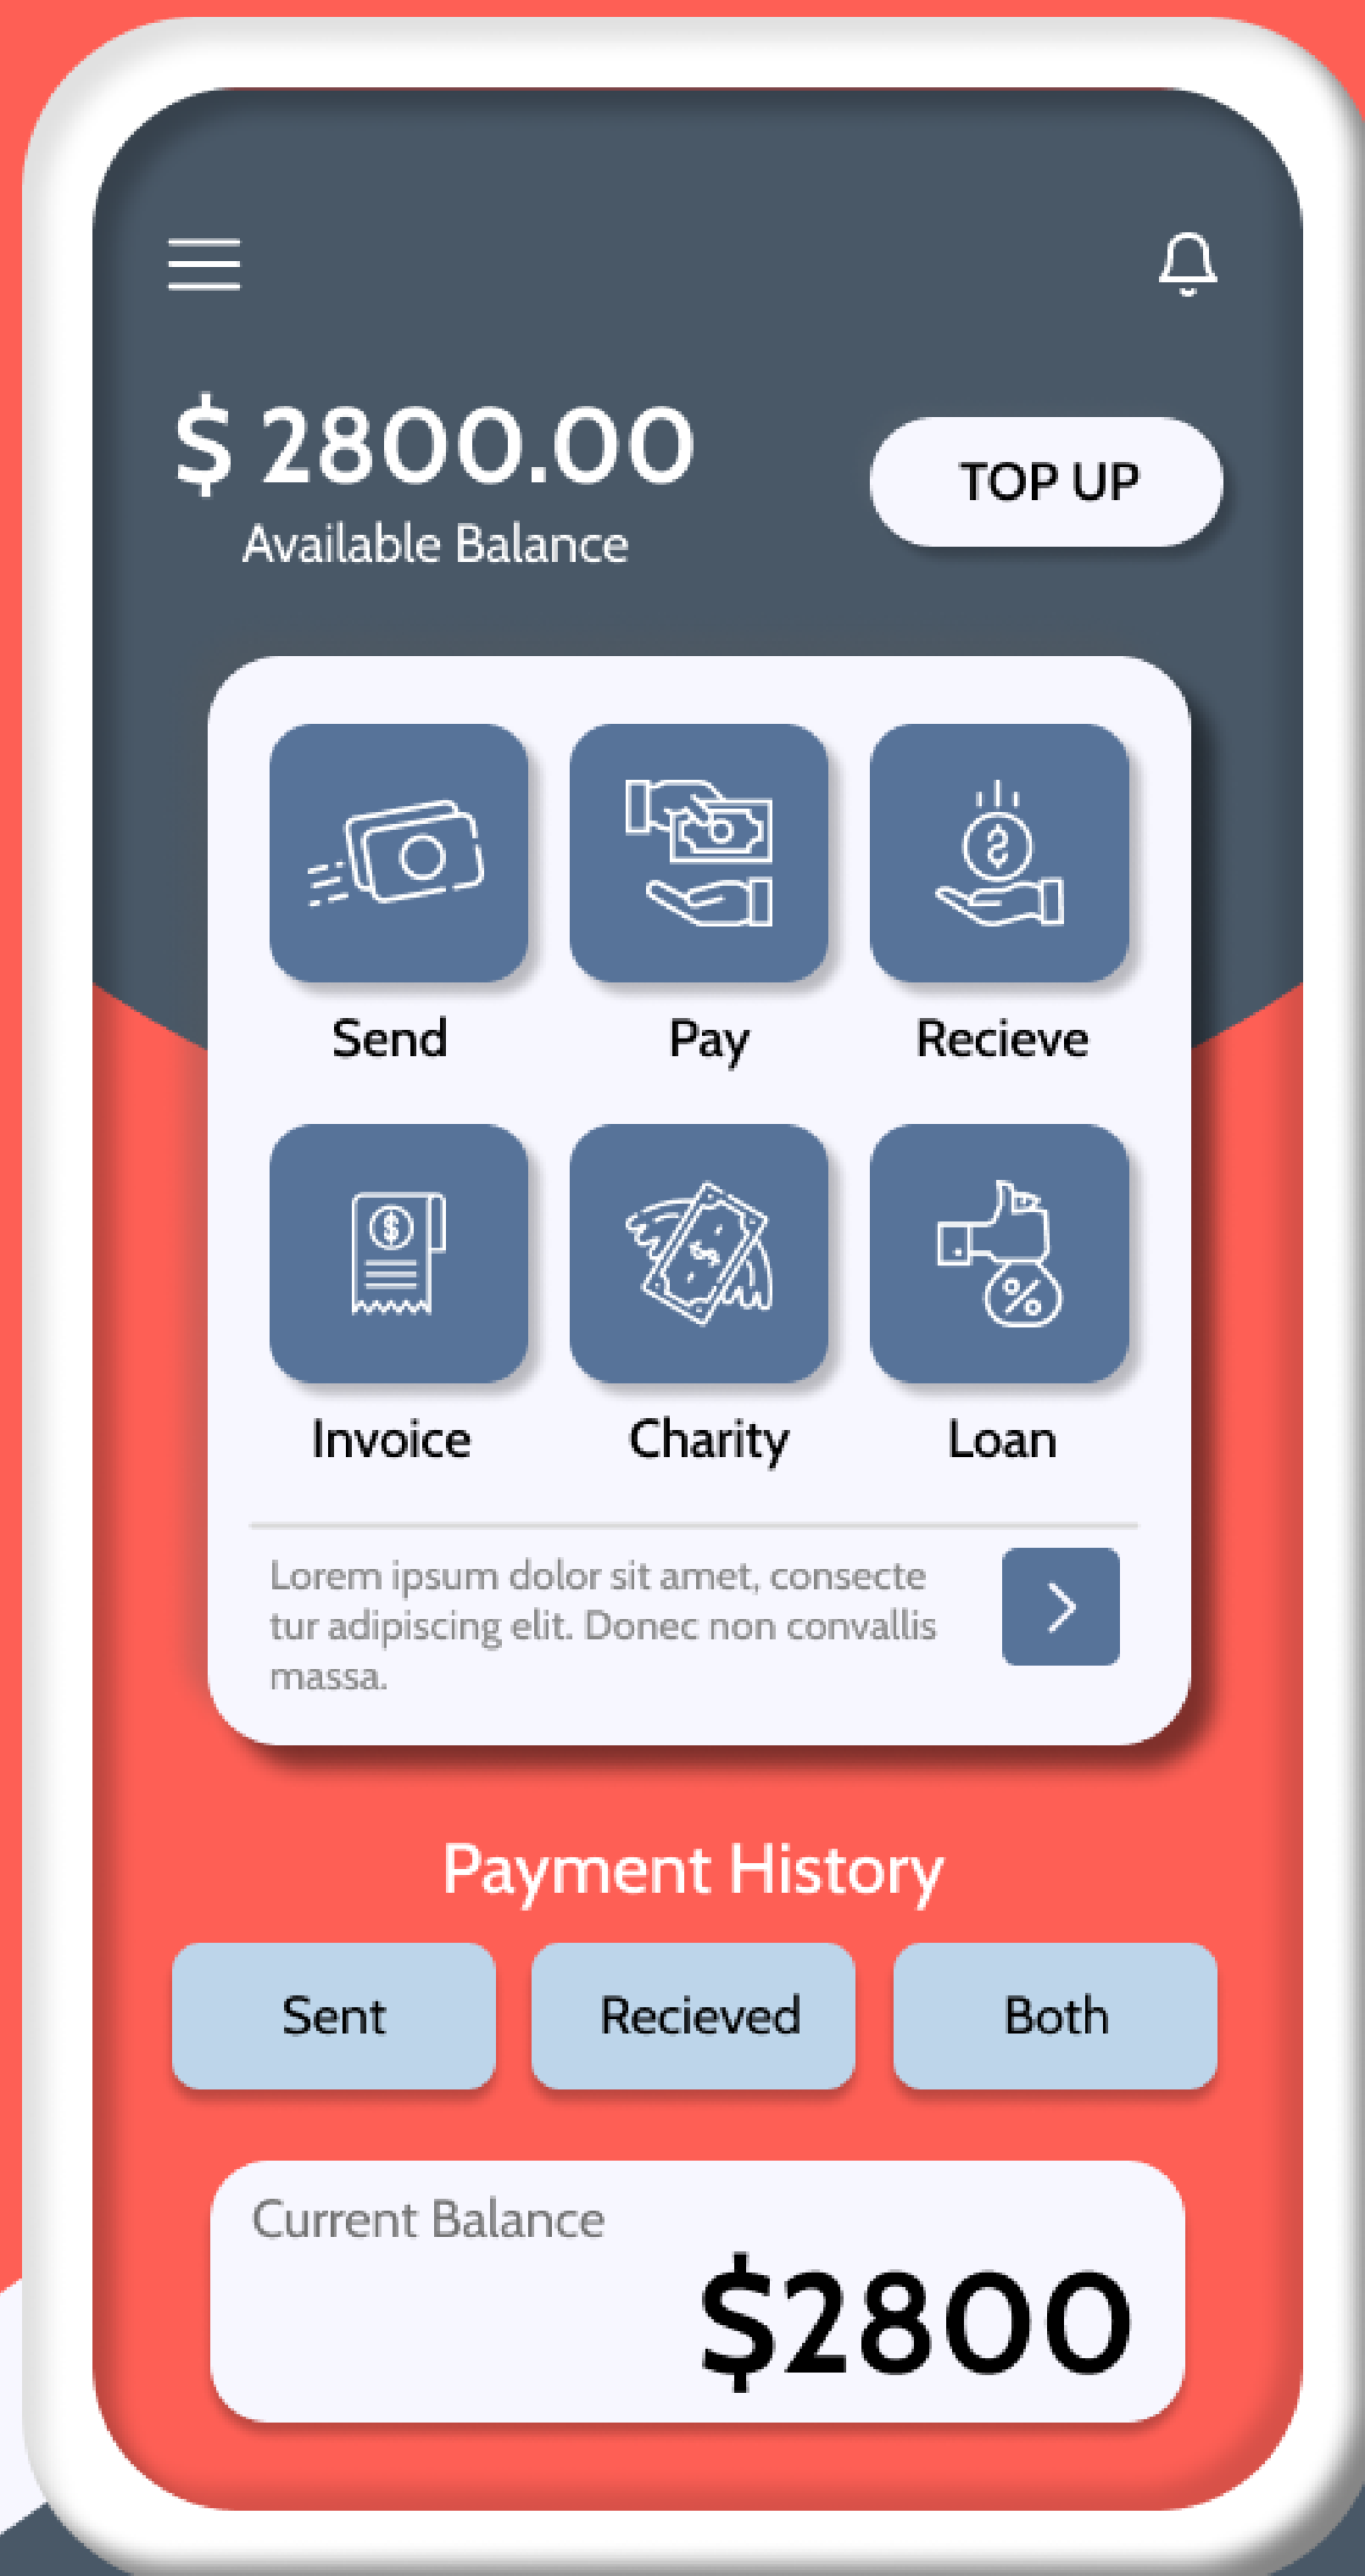 $ 2800.00
Available Balance
TOP UP
Send
Pay
Recieve
Invoice
Charity
Loan
Lorem ipsum dolor sit amet, consecte
tur adipiscing elit. Donec non convallis
massa.
Payment History
Sent
Recieved
Both
Current Balance
$2800